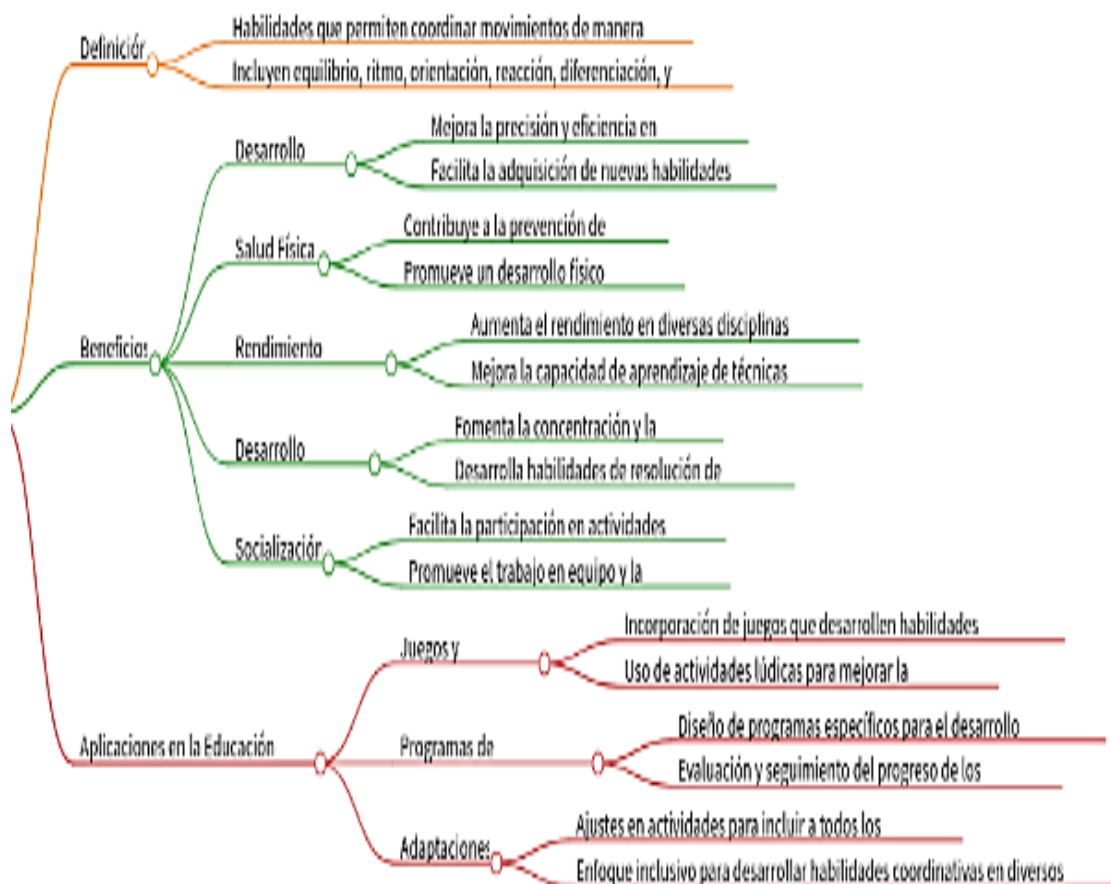 Definición
Habilidades que permiten coordinar movimientos de manera
Incluyen equilibrio, ritmo, orientación, reacción, diferenciación, y
Beneficios
Desarrollo
Mejora la precisión y eficiencia en
Facilita la adquisición de nuevas habilidades
Salud Física
Contribuye a la prevención de
Promueve un desarrollo físico
Rendimiento
Aumenta el rendimiento en diversas disciplinas
Mejora la capacidad de aprendizaje de técnicas
Desarrollo
Fomenta la concentración y la
Desarrolla habilidades de resolución de
Socialización
Facilita la participación en actividades
Promueve el trabajo en equipo y la
Aplicaciones en la Educación
Juegos y
Incorporación de juegos que desarrollen habilidades
Uso de actividades lúdicas para mejorar la
Programas de
Diseño de programas específicos para el desarrollo
Evaluación y seguimiento del progreso de los
Adaptaciones
Ajustes en actividades para incluir a todos los
Enfoque inclusivo para desarrollar habilidades coordinativas en diversos